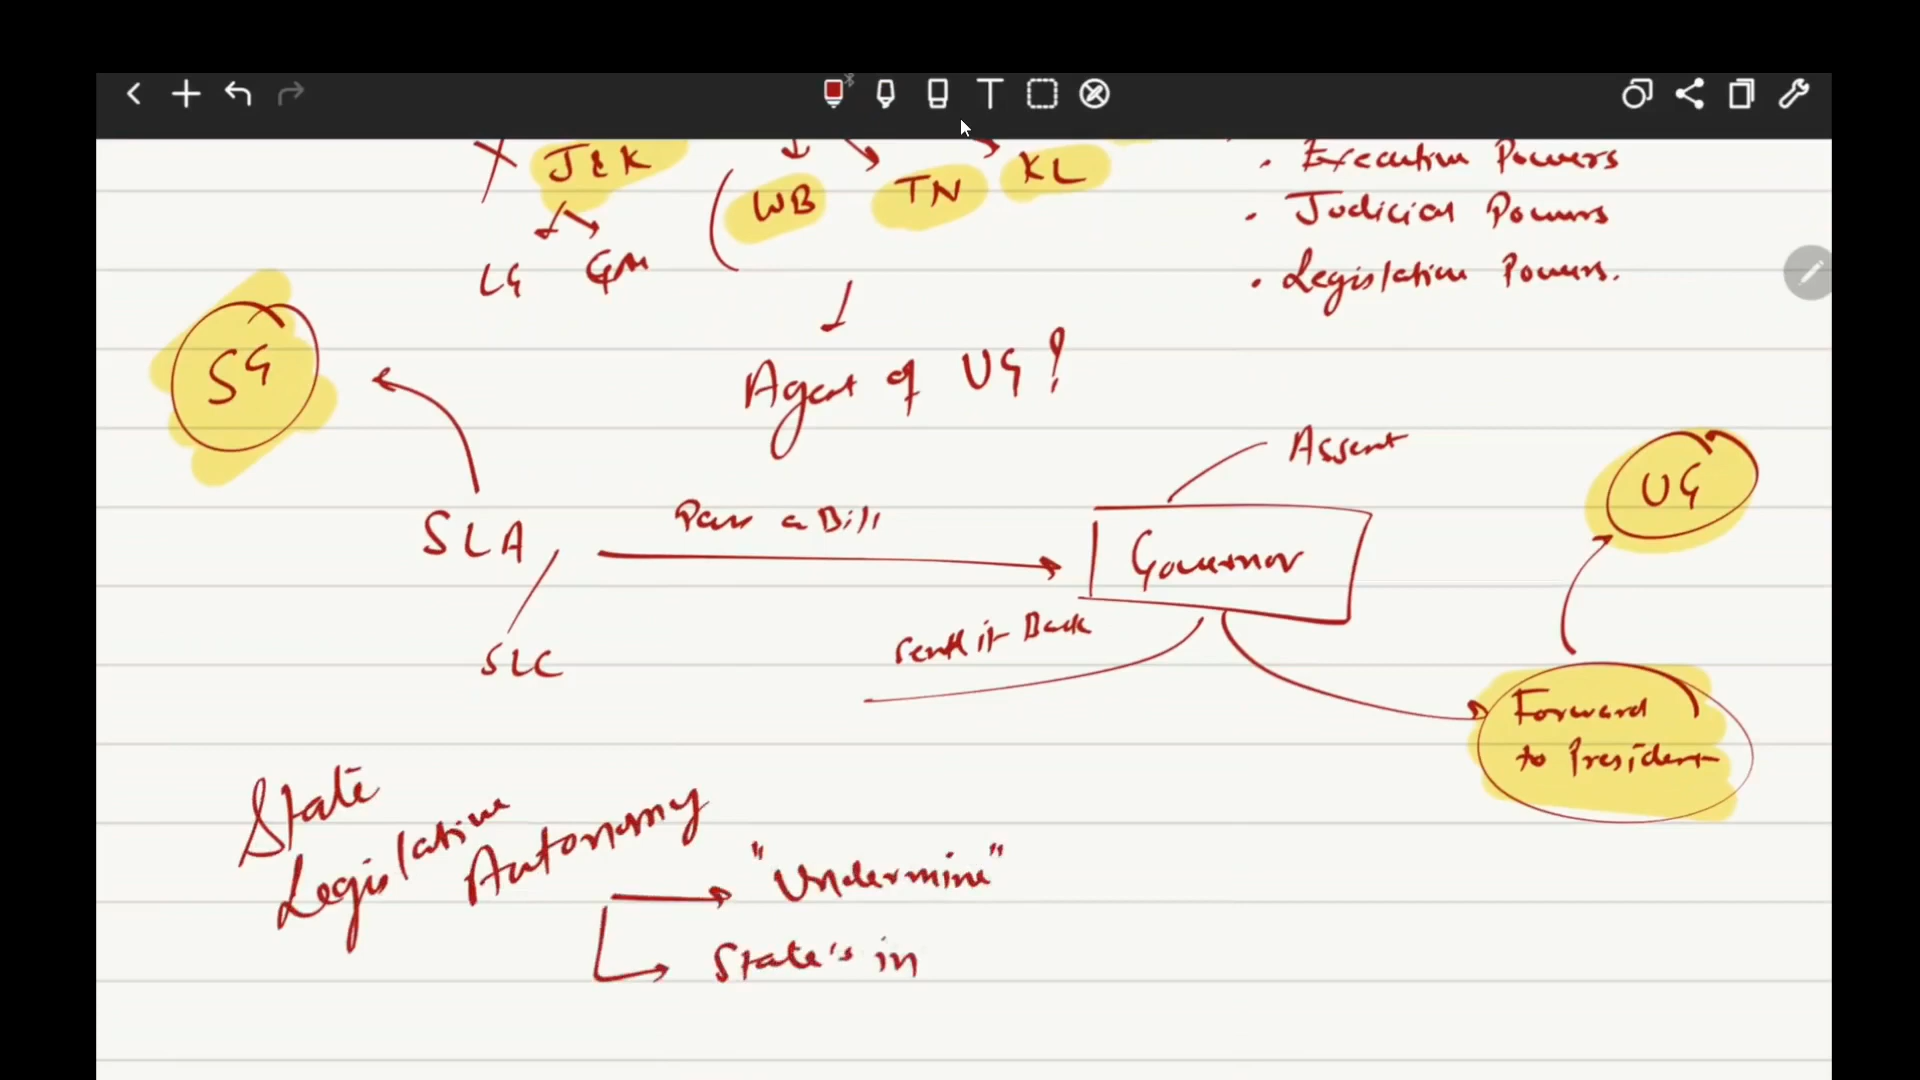 J&K
WB
TN
KL
. Executive Powers
. Judicial Powers
. Legislative Powers.
LG
SG
Agent of UG?
Assent
UG
SLA
Pass a Bill
Governor
Send it Back
SLC
Forward
to President
State
Legislative
Autonomy
"Undermine"
State's in